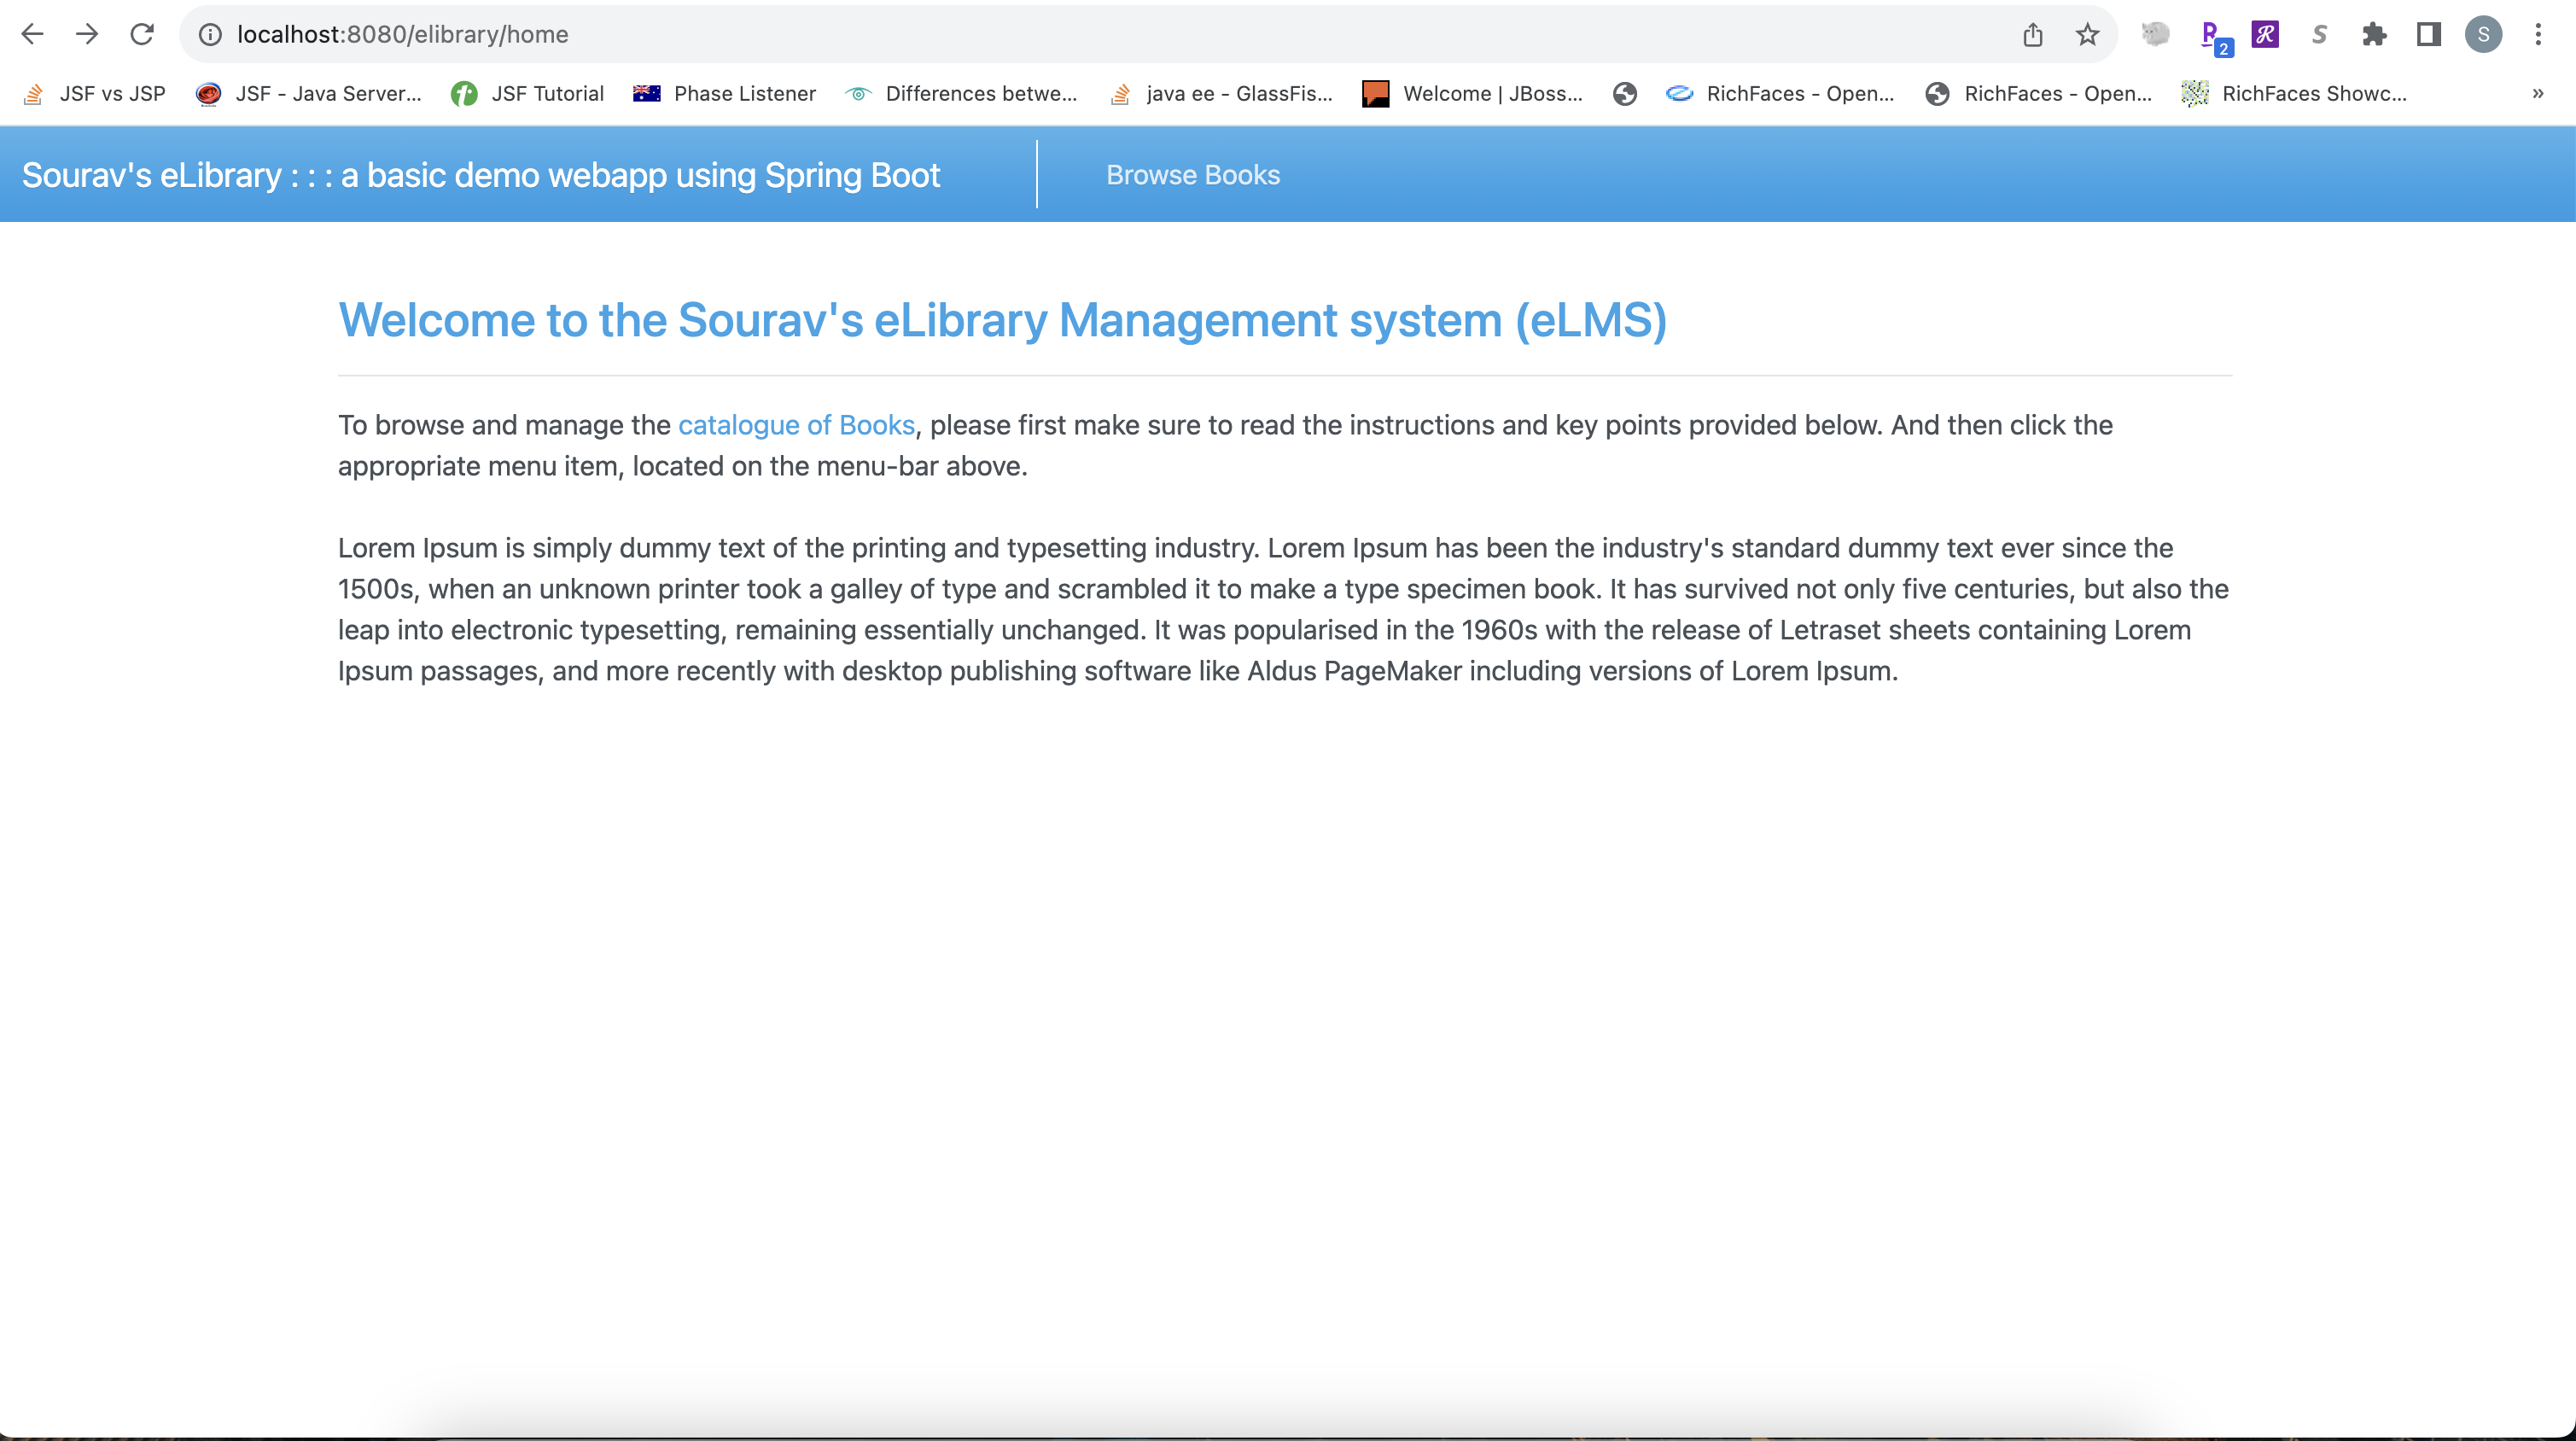 localhost:8080/elibrary/home
2
S
S
JSF vs JSP JSF - Java Server... JSF Tutorial Phase Listener Differences betwe... java ee - GlassFis... Welcome | JBoss... RichFaces - Open... RichFaces - Open... RichFaces Showc... »
Sourav's eLibrary : : : a basic demo webapp using Spring Boot Browse Books
Welcome to the Sourav's eLibrary Management system (eLMS)
To browse and manage the catalogue of Books, please first make sure to read the instructions and key points provided below. And then click the
appropriate menu item, located on the menu-bar above.
Lorem Ipsum is simply dummy text of the printing and typesetting industry. Lorem Ipsum has been the industry's standard dummy text ever since the
1500s, when an unknown printer took a galley of type and scrambled it to make a type specimen book. It has survived not only five centuries, but also the
leap into electronic typesetting, remaining essentially unchanged. It was popularised in the 1960s with the release of Letraset sheets containing Lorem
Ipsum passages, and more recently with desktop publishing software like Aldus PageMaker including versions of Lorem Ipsum.